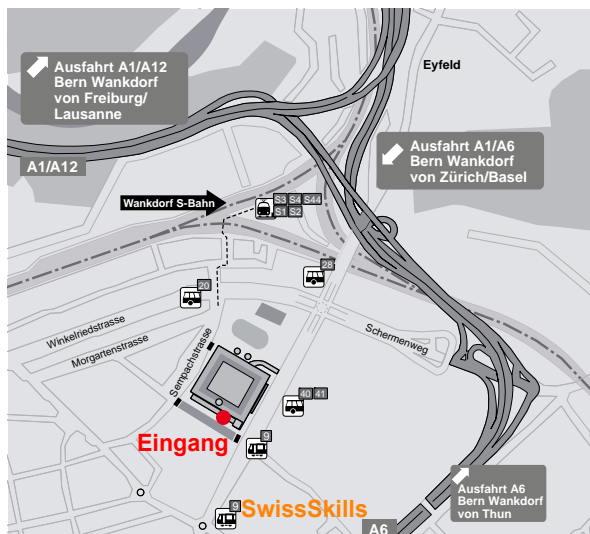 Ausfahrt A1/A12
Bern Wankdorf
von Freiburg/
Lausanne
Eyfeld
A1/A12
Ausfahrt A1/A6
Bern Wankdorf
von Zürich/Basel
Wankdorf S-Bahn
S3 S4 S44
S1 S2
28
20
Winkelriedstrasse
Morgartenstrasse
Sempachstrasse
Schermenweg
40 41
Eingang
9
Ausfahrt A6
Bern Wankdorf
von Thun
9
SwissSkills
A6